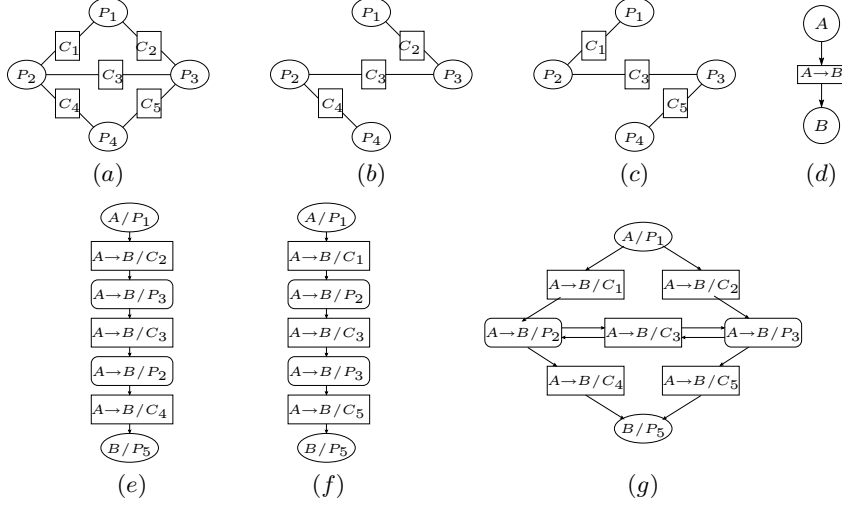 P1 P1 P1 A
C1 C2 C2 C1
P2 C3 P3 P2 C3 P3 P2 C3 P3 A→B
C4 C5 C4 C5
P4 P4 P4 B
(a) (b) (c) (d)
A/P1 A/P1 A/P1
A→B/C2 A→B/C1 A→B/C1 A→B/C2
A→B/P3 A→B/P2
A→B/C3 A→B/C3 A→B/P2 A→B/C3 A→B/P3
A→B/P2 A→B/P3 A→B/C4 A→B/C5
A→B/C4 A→B/C5
B/P5 B/P5 B/P5
(e) (f) (g)